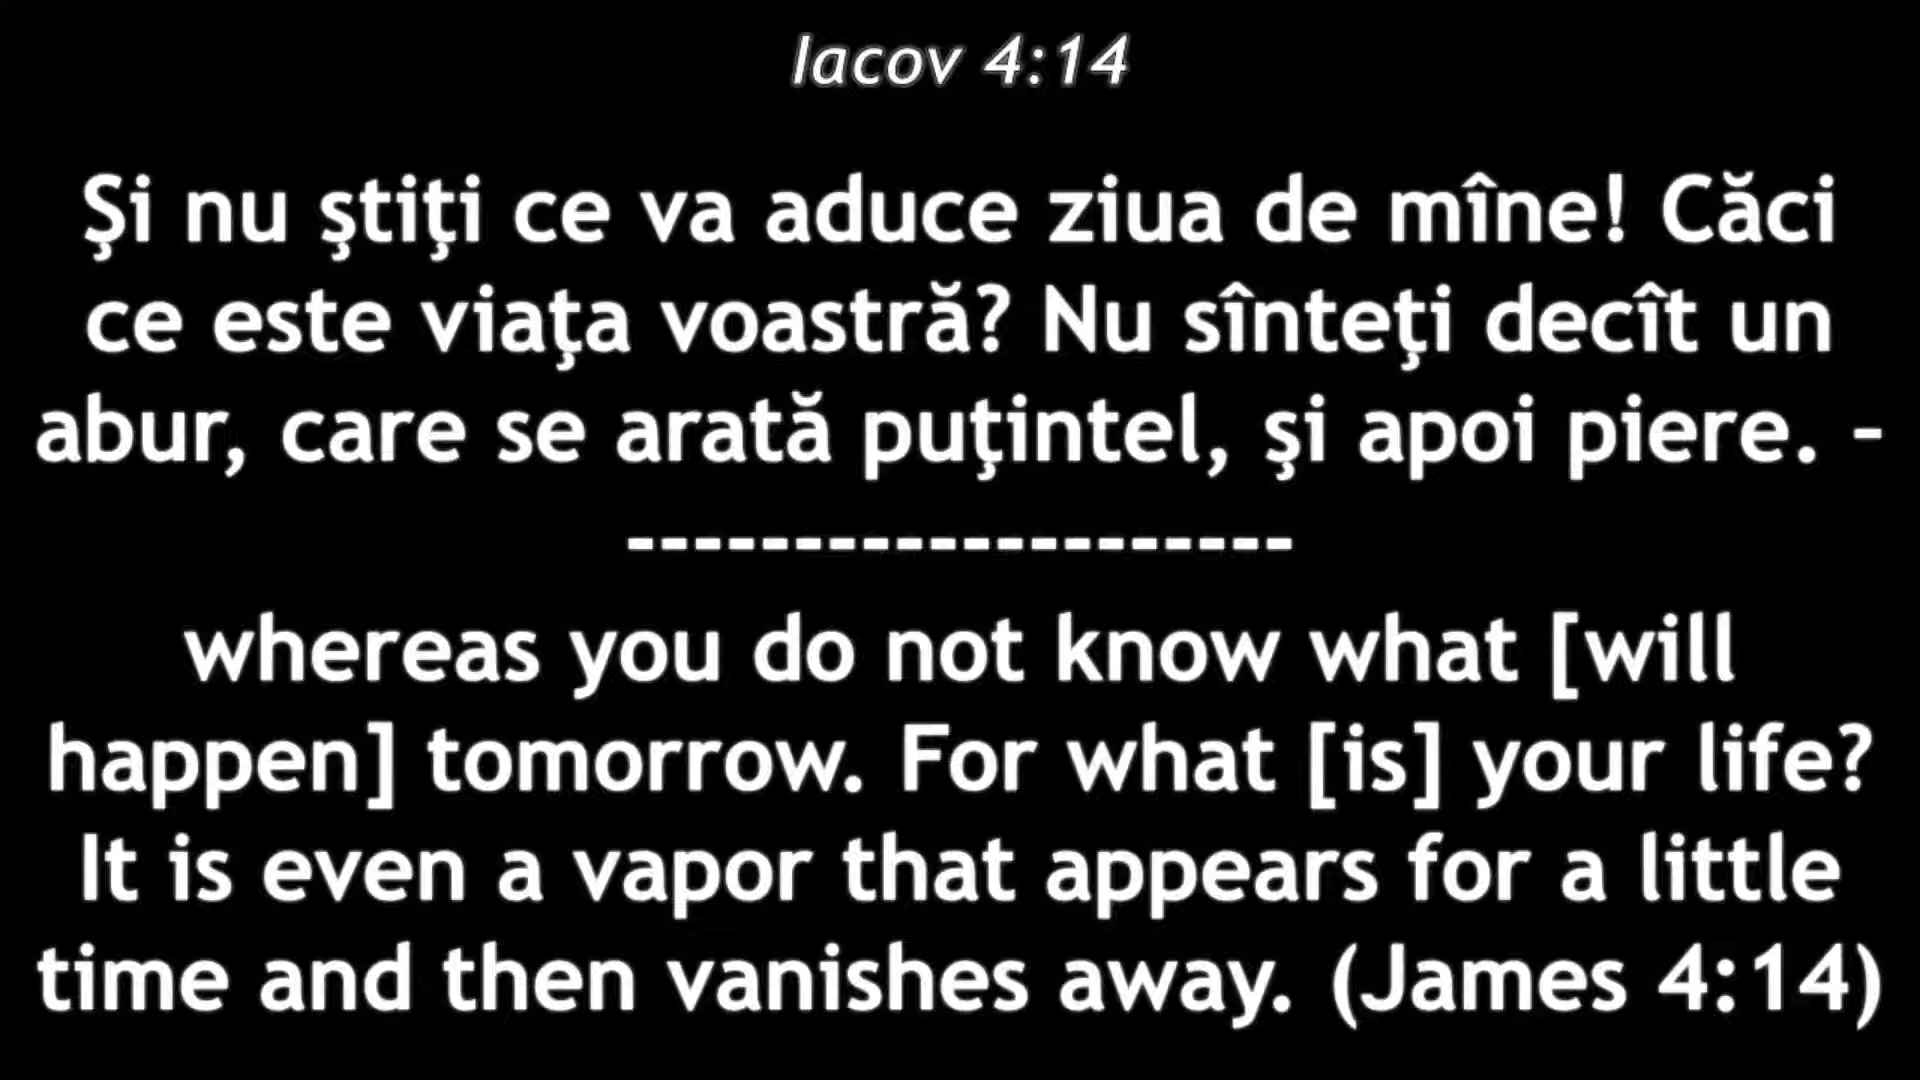 Iacov 4:14
Şi nu ştiţi ce va aduce ziua de mîne! Căci
ce este viaţa voastră? Nu sînteţi decît un
abur, care se arată puţintel, şi apoi piere. -
--------------------
whereas you do not know what [will
happen] tomorrow. For what [is] your life?
It is even a vapor that appears for a little
time and then vanishes away. (James 4:14)